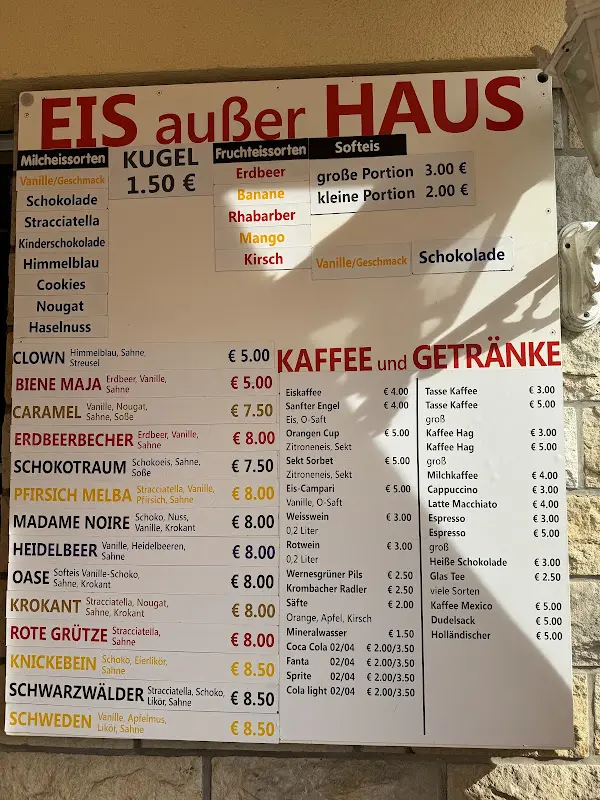 EIS außer HAUS
Milcheissorten
Vanille/Geschmack
Schokolade
Stracciatella
Kinderschokolade
Himmelblau
Cookies
Nougat
Haselnuss
KUGEL
1.50 €
Fruchteissorten
Erdbeer
Banane
Rhabarber
Mango
Kirsch
Softeis
große Portion 3.00 €
kleine Portion 2.00 €
Vanille/Geschmack
Schokolade
CLOWN Himmelblau, Sahne, € 5.00
Streusel
BIENE MAJA Erdbeer, Vanille, € 5.00
Sahne
CARAMEL Vanille, Nougat, € 7.50
Sahne, Soße
ERDBEERBECHER Erdbeer, Vanille, € 8.00
Sahne
SCHOKOTRAUM Schokoeis, Sahne, € 7.50
Soße
PFIRSICH MELBA Stracciatella, Vanille, € 8.00
Pfirsich, Sahne
MADAME NOIRE Schoko, Nuss, € 8.00
Vanille, Krokant
HEIDELBEER Vanille, Heidelbeeren, € 8.00
Sahne
OASE Softeis Vanille-Schoko, € 8.00
Sahne, Krokant
KROKANT Stracciatella, Nougat, € 8.00
Sahne, Krokant
ROTE GRÜTZE Stracciatella, € 8.00
Sahne
KNICKEBEIN Schoko, Eierlikör, € 8.50
Sahne
SCHWARZWÄLDER Stracciatella, Schoko, € 8.50
Likör, Sahne
SCHWEDEN Vanille, Apfelmus, € 8.50
Likör, Sahne
KAFFEE und GETRÄNKE
Eiskaffee € 4.00
Sanfter Engel € 4.00
Eis, O-Saft
Orangen Cup € 5.00
Zitroneneis, Sekt
Sekt Sorbet € 5.00
Zitroneneis, Sekt
Eis-Campari € 5.00
Vanille, O-Saft
Weisswein € 3.00
0,2 Liter
Rotwein € 3.00
0,2 Liter
Wernesgrüner Pils € 2.50
Krombacher Radler € 2.50
Säfte € 2.00
Orange, Apfel, Kirsch
Mineralwasser € 1.50
Coca Cola 02/04 € 2.00/3.50
Fanta 02/04 € 2.00/3.50
Sprite 02/04 € 2.00/3.50
Cola light 02/04 € 2.00/3.50
Tasse Kaffee € 3.00
Tasse Kaffee € 5.00
groß
Kaffee Hag € 3.00
Kaffee Hag € 5.00
groß
Milchkaffee € 4.00
Cappuccino € 3.00
Latte Macchiato € 4.00
Espresso € 3.00
Espresso € 5.00
groß
Heiße Schokolade € 3.00
Glas Tee € 2.50
viele Sorten
Kaffee Mexico € 5.00
Dudelsack € 5.00
Holländischer € 5.00